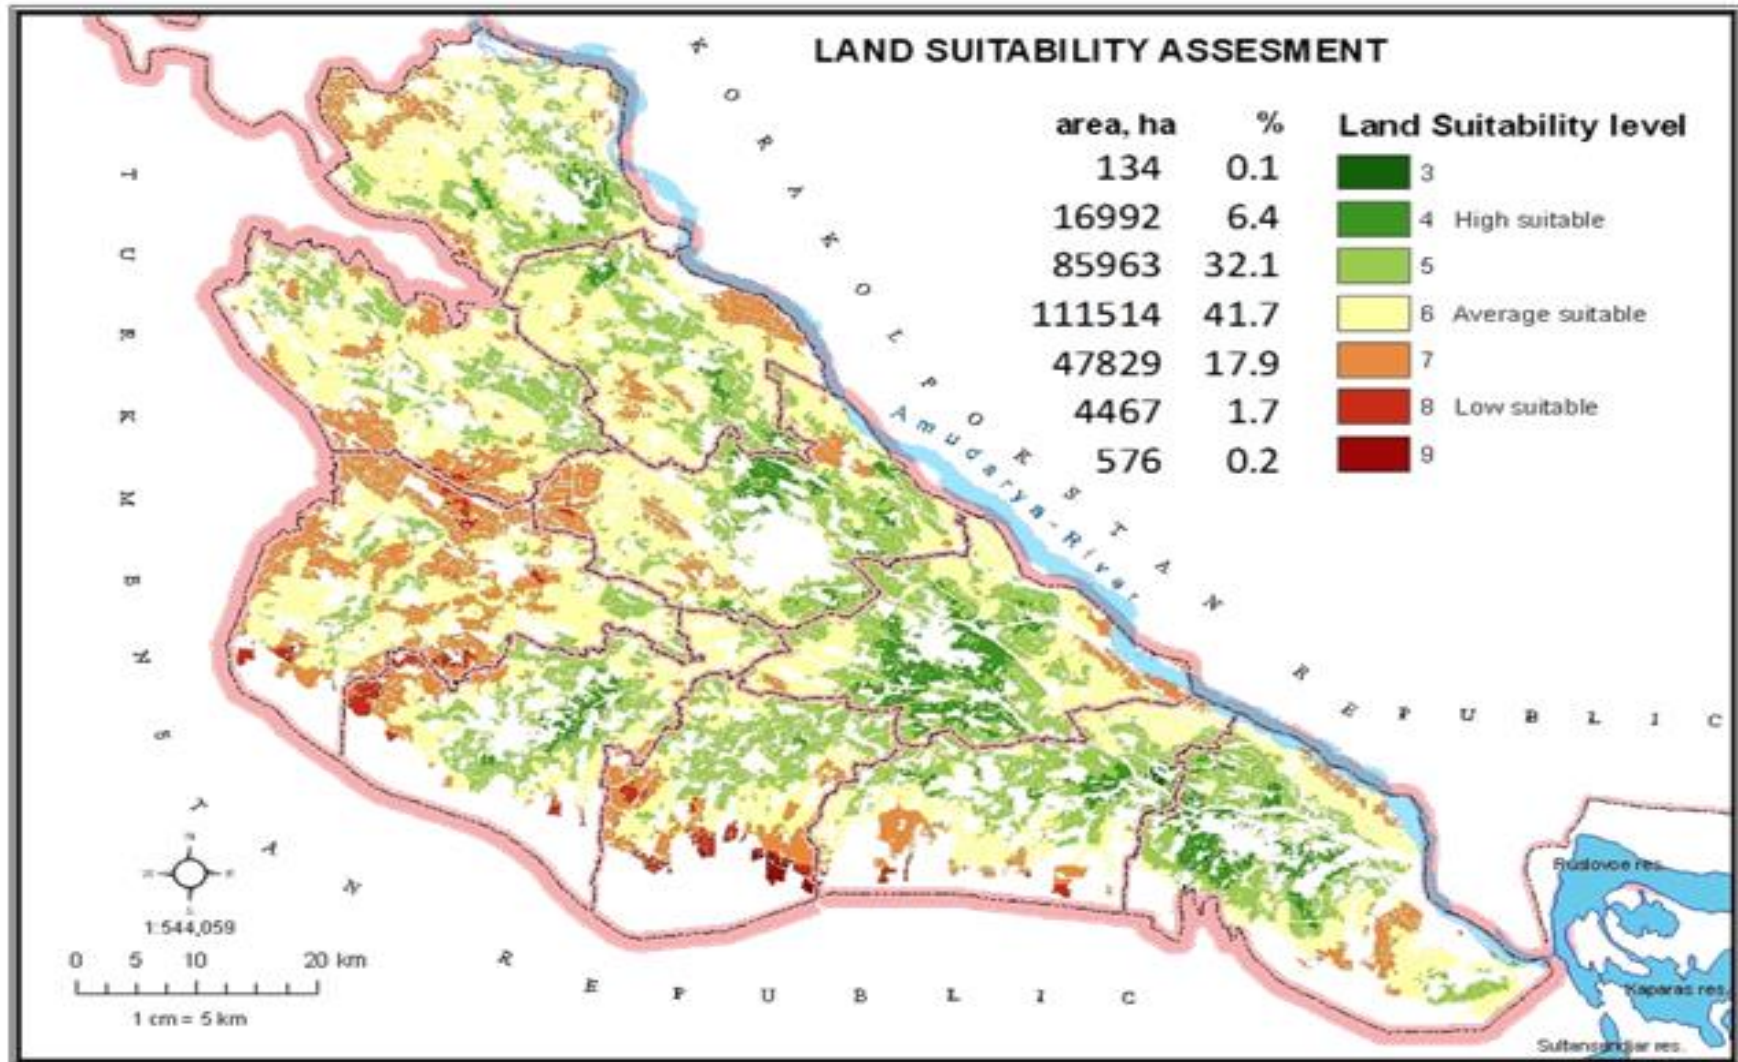 LAND SUITABILITY ASSESMENT
area, ha % Land Suitability level
134 0.1 3
16992 6.4 4 High suitable
85963 32.1 5
111514 41.7 6 Average suitable
47829 17.9 7
4467 1.7 8 Low suitable
576 0.2 9
KORAKOLPOKSTAN REPUBLIC
Amudarya-River
TURKMENSTAN REPUBLIC
1:544,059
0 5 10 20 km
1 cm = 5 km
Ruslovoe res.
Kaparas res.
Sultansandjar res.